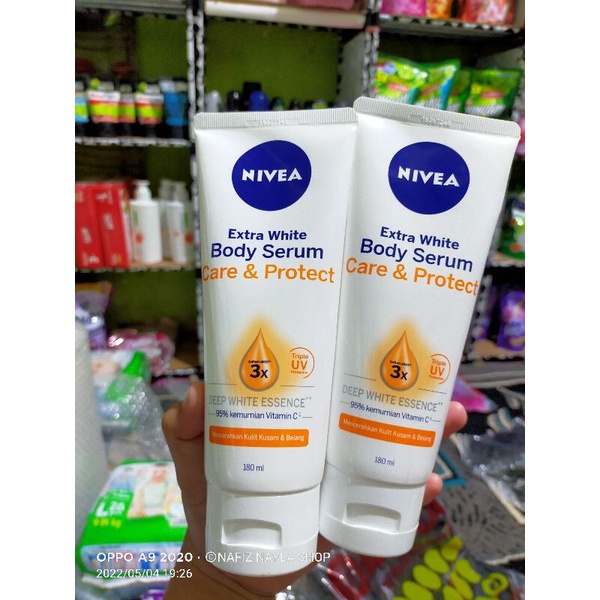 NIVEA
Extra White
Body Serum
Care & Protect
3x
Triple
UV
DEEP WHITE ESSENCE
95% kemurnian Vitamin C
Mencerahkan Kulit Kusam & Belang
180 ml
NIVEA
Extra White
Body Serum
Care & Protect
3x
Triple
UV
DEEP WHITE ESSENCE
95% kemurnian Vitamin C
Mencerahkan Kulit Kusam & Belang
180 ml
L
OPPO A9 2020 · ©NAFIZ NAYLA SHOP
2022/05/04 19:26